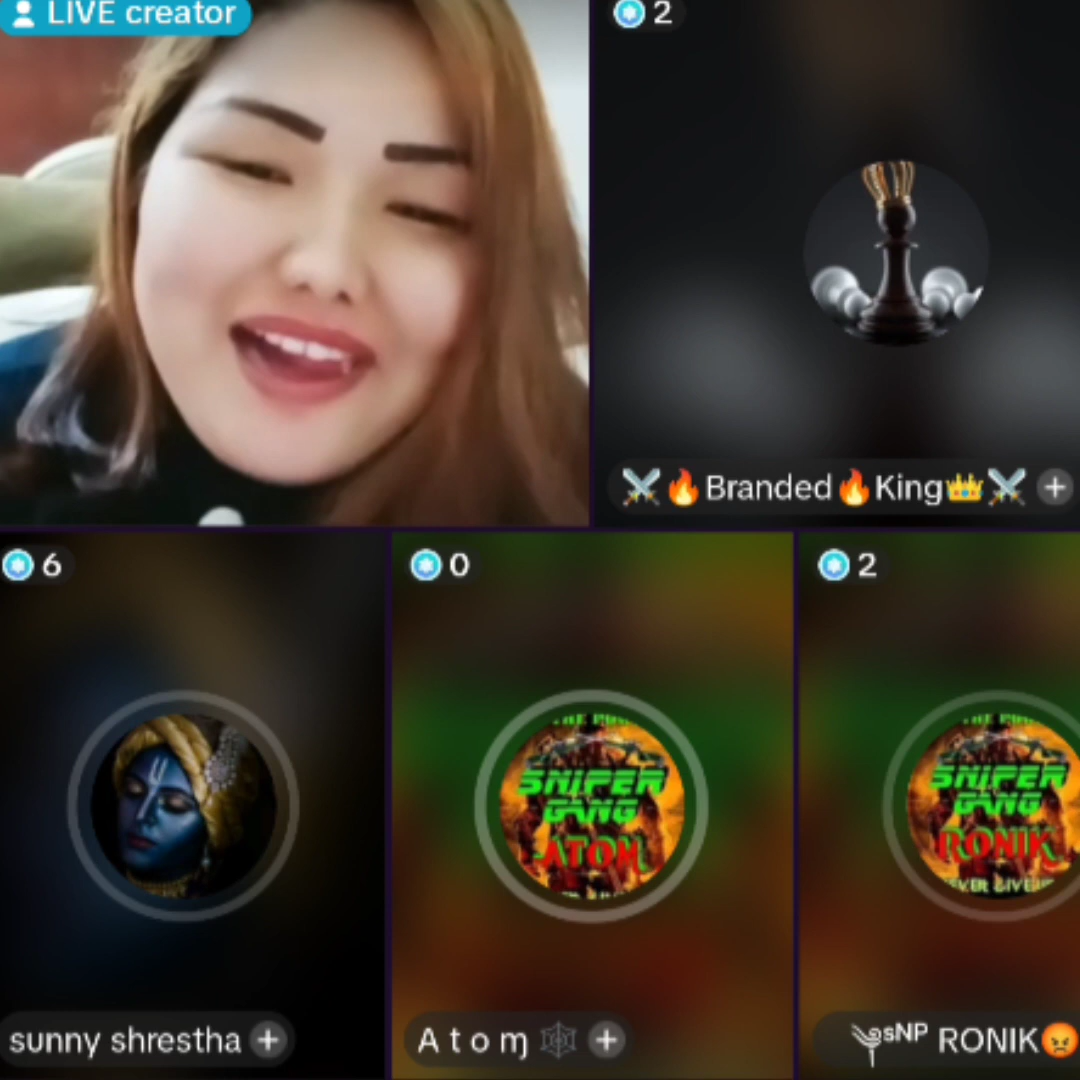 LIVE creator
2
⚔️🔥Branded🔥King👑⚔️ +
6
0
2
SNIPER
GANG
ATOM
SNIPER
GANG
RONIK
sunny shrestha +
A t o ɱ 🕸️ +
sNP RONIK😡